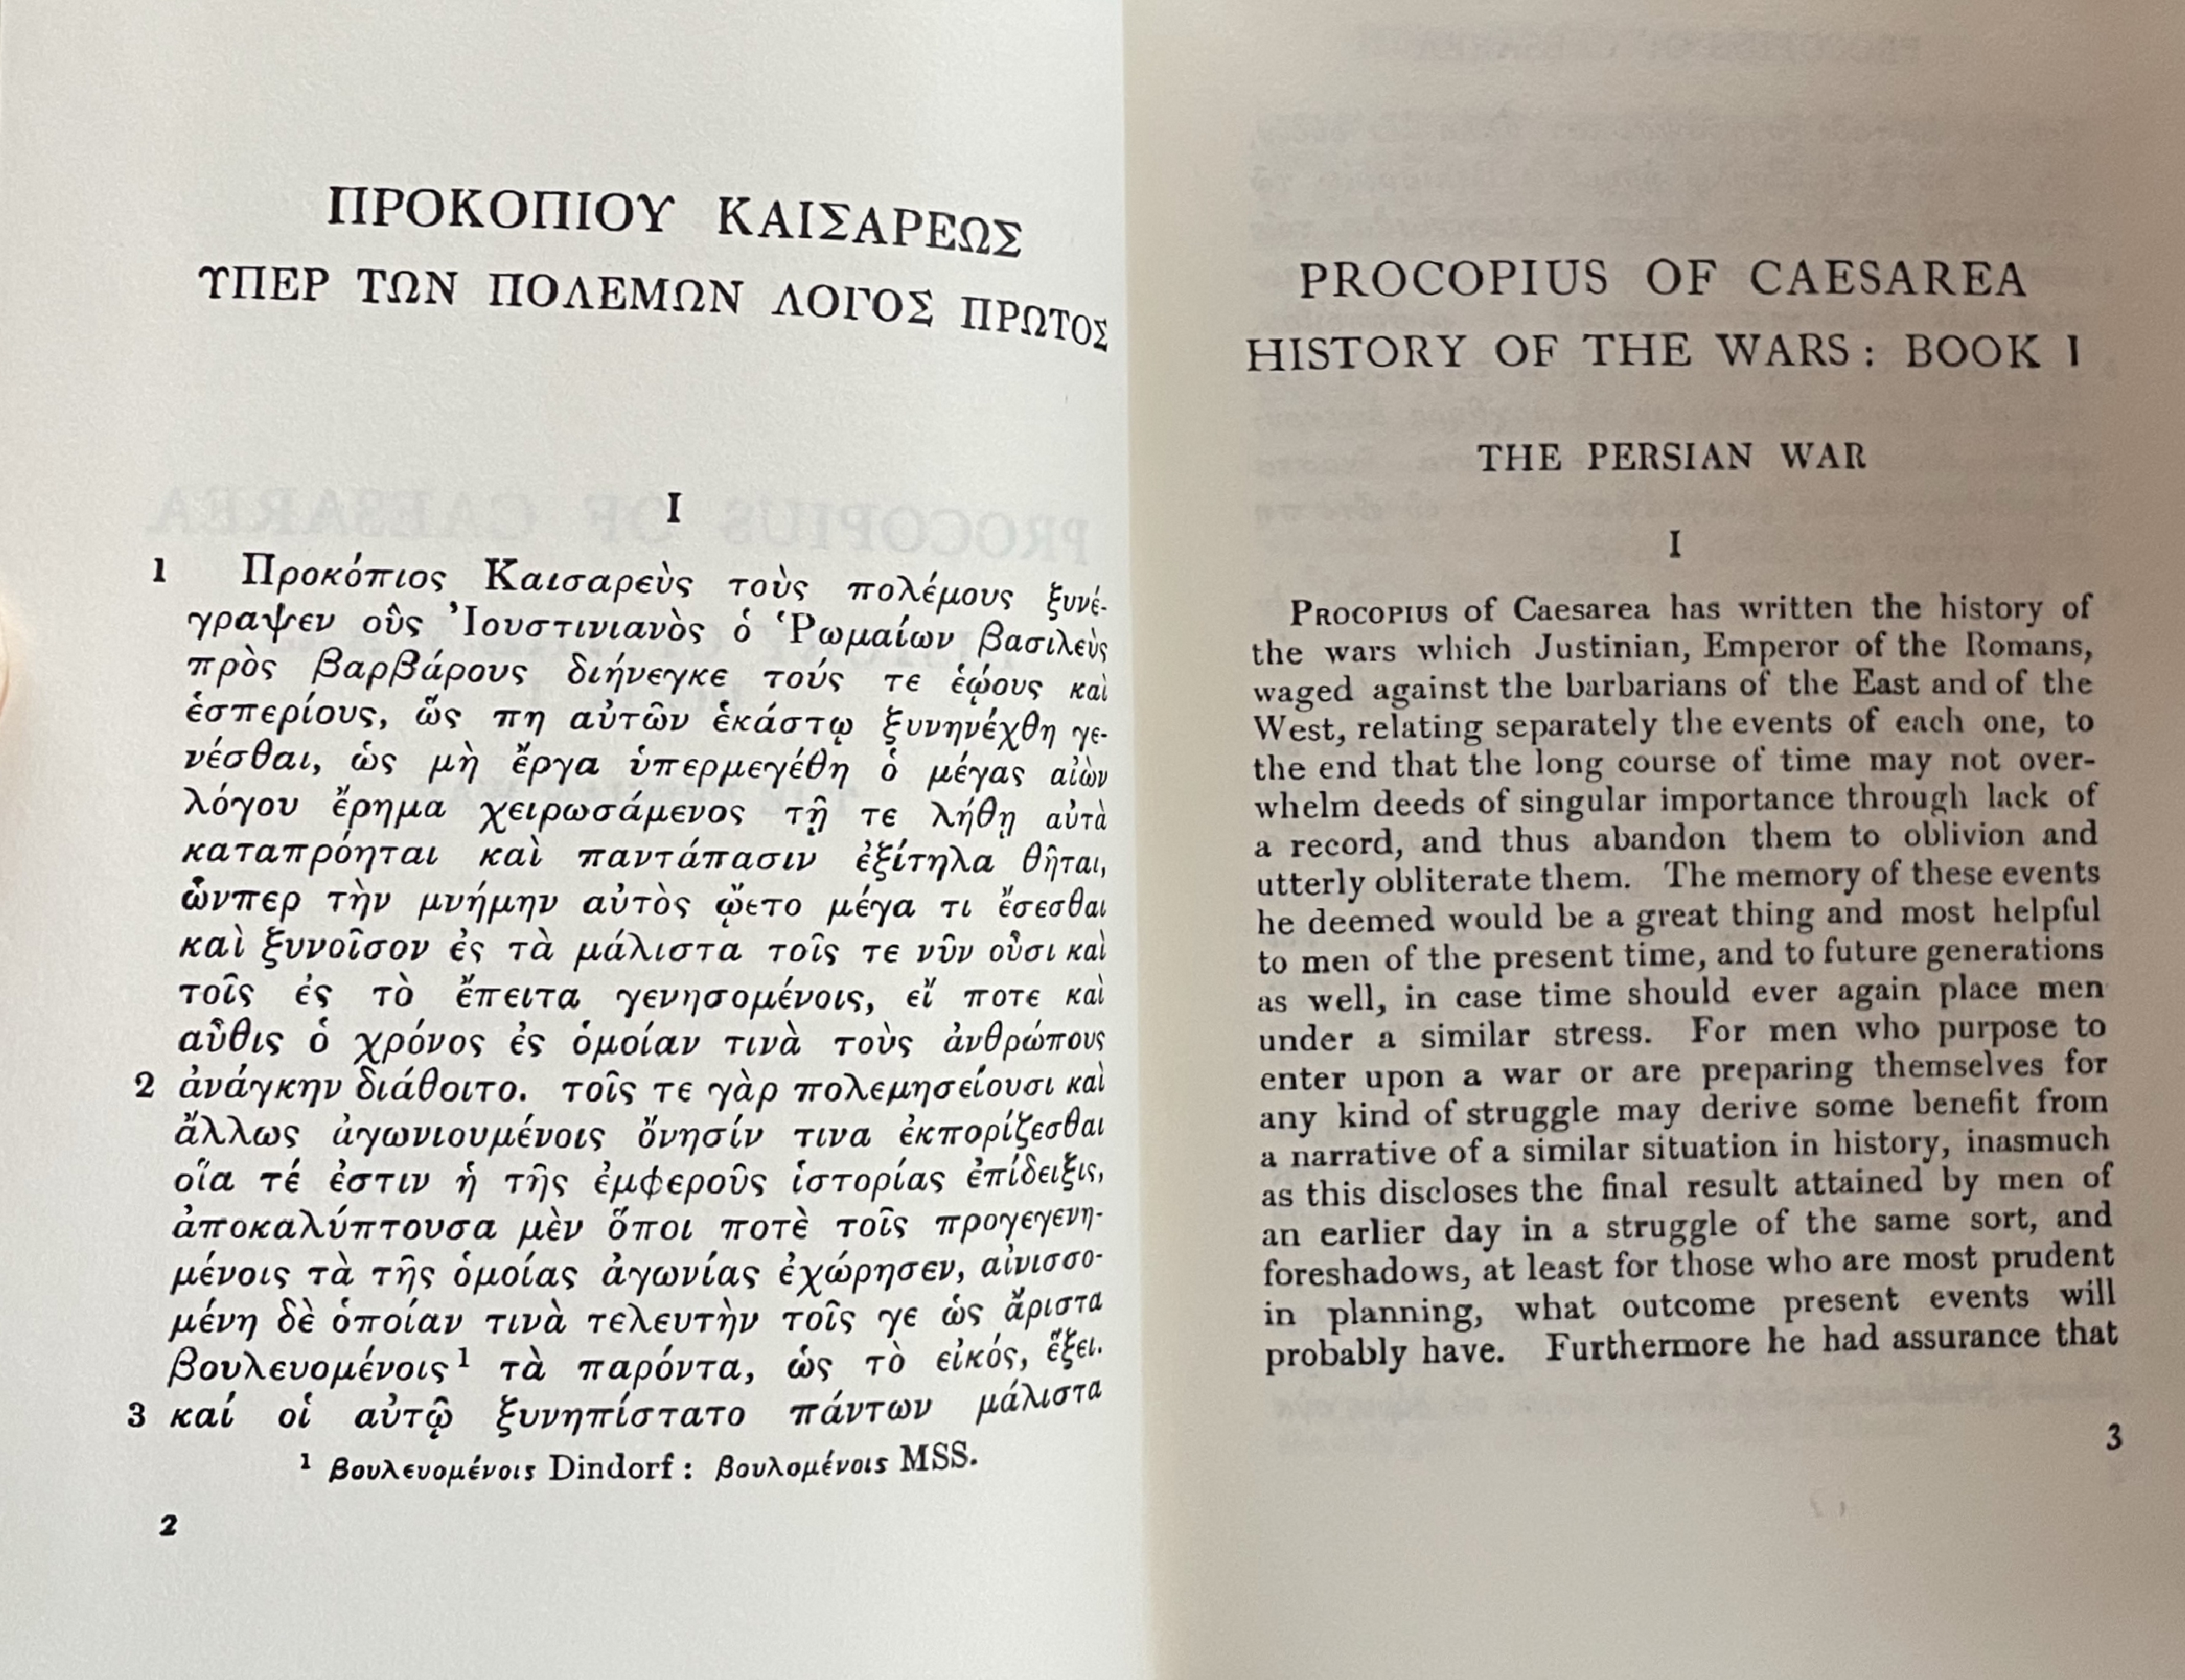 ΠΡΟΚΟΠΙΟΥ ΚΑΙΣΑΡΕΩΣ
ΥΠΕΡ ΤΩΝ ΠΟΛΕΜΩΝ ΛΟΓΟΣ ΠΡΩΤΟΣ
I
1 Προκόπιος Καισαρεὺς τοὺς πολέμους ξυνέ-
γραψεν οὓς Ἰουστινιανὸς ὁ Ῥωμαίων βασιλεὺς
πρὸς βαρβάρους διήνεγκε τούς τε ἑῴους καὶ
ἑσπερίους, ὥς πη αὐτῶν ἑκάστῳ ξυνηνέχθη γε-
νέσθαι, ὡς μὴ ἔργα ὑπερμεγέθη ὁ μέγας αἰὼν
λόγου ἔρημα χειρωσάμενος τῇ τε λήθῃ αὐτὰ
καταπρόηται καὶ παντάπασιν ἐξίτηλα θῆται,
ὧνπερ τὴν μνήμην αὐτὸς ᾤετο μέγα τι ἔσεσθαι
καὶ ξυνοῖσον ἐς τὰ μάλιστα τοῖς τε νῦν οὖσι καὶ
τοῖς ἐς τὸ ἔπειτα γενησομένοις, εἴ ποτε καὶ
αὖθις ὁ χρόνος ἐς ὁμοίαν τινὰ τοὺς ἀνθρώπους
2 ἀνάγκην διάθοιτο. τοῖς τε γὰρ πολεμησείουσι καὶ
ἄλλως ἀγωνιουμένοις ὄνησίν τινα ἐκπορίζεσθαι
οἵα τέ ἐστιν ἡ τῆς ἐμφεροῦς ἱστορίας ἐπίδειξις,
ἀποκαλύπτουσα μὲν ὅποι ποτὲ τοῖς προγεγενη-
μένοις τὰ τῆς ὁμοίας ἀγωνίας ἐχώρησεν, αἰνισσο-
μένη δὲ ὁποίαν τινὰ τελευτὴν τοῖς γε ὡς ἄριστα
βουλευομένοις¹ τὰ παρόντα, ὡς τὸ εἰκός, ἕξει.
3 καί οἱ αὐτῷ ξυνηπίστατο πάντων μάλιστα
¹ βουλευομένοις Dindorf : βουλομένοις MSS.
2
PROCOPIUS OF CAESAREA
HISTORY OF THE WARS : BOOK I
THE PERSIAN WAR
I
PROCOPIUS of Caesarea has written the history of
the wars which Justinian, Emperor of the Romans,
waged against the barbarians of the East and of the
West, relating separately the events of each one, to
the end that the long course of time may not over-
whelm deeds of singular importance through lack of
a record, and thus abandon them to oblivion and
utterly obliterate them. The memory of these events
he deemed would be a great thing and most helpful
to men of the present time, and to future generations
as well, in case time should ever again place men
under a similar stress. For men who purpose to
enter upon a war or are preparing themselves for
any kind of struggle may derive some benefit from
a narrative of a similar situation in history, inasmuch
as this discloses the final result attained by men of
an earlier day in a struggle of the same sort, and
foreshadows, at least for those who are most prudent
in planning, what outcome present events will
probably have. Furthermore he had assurance that
3